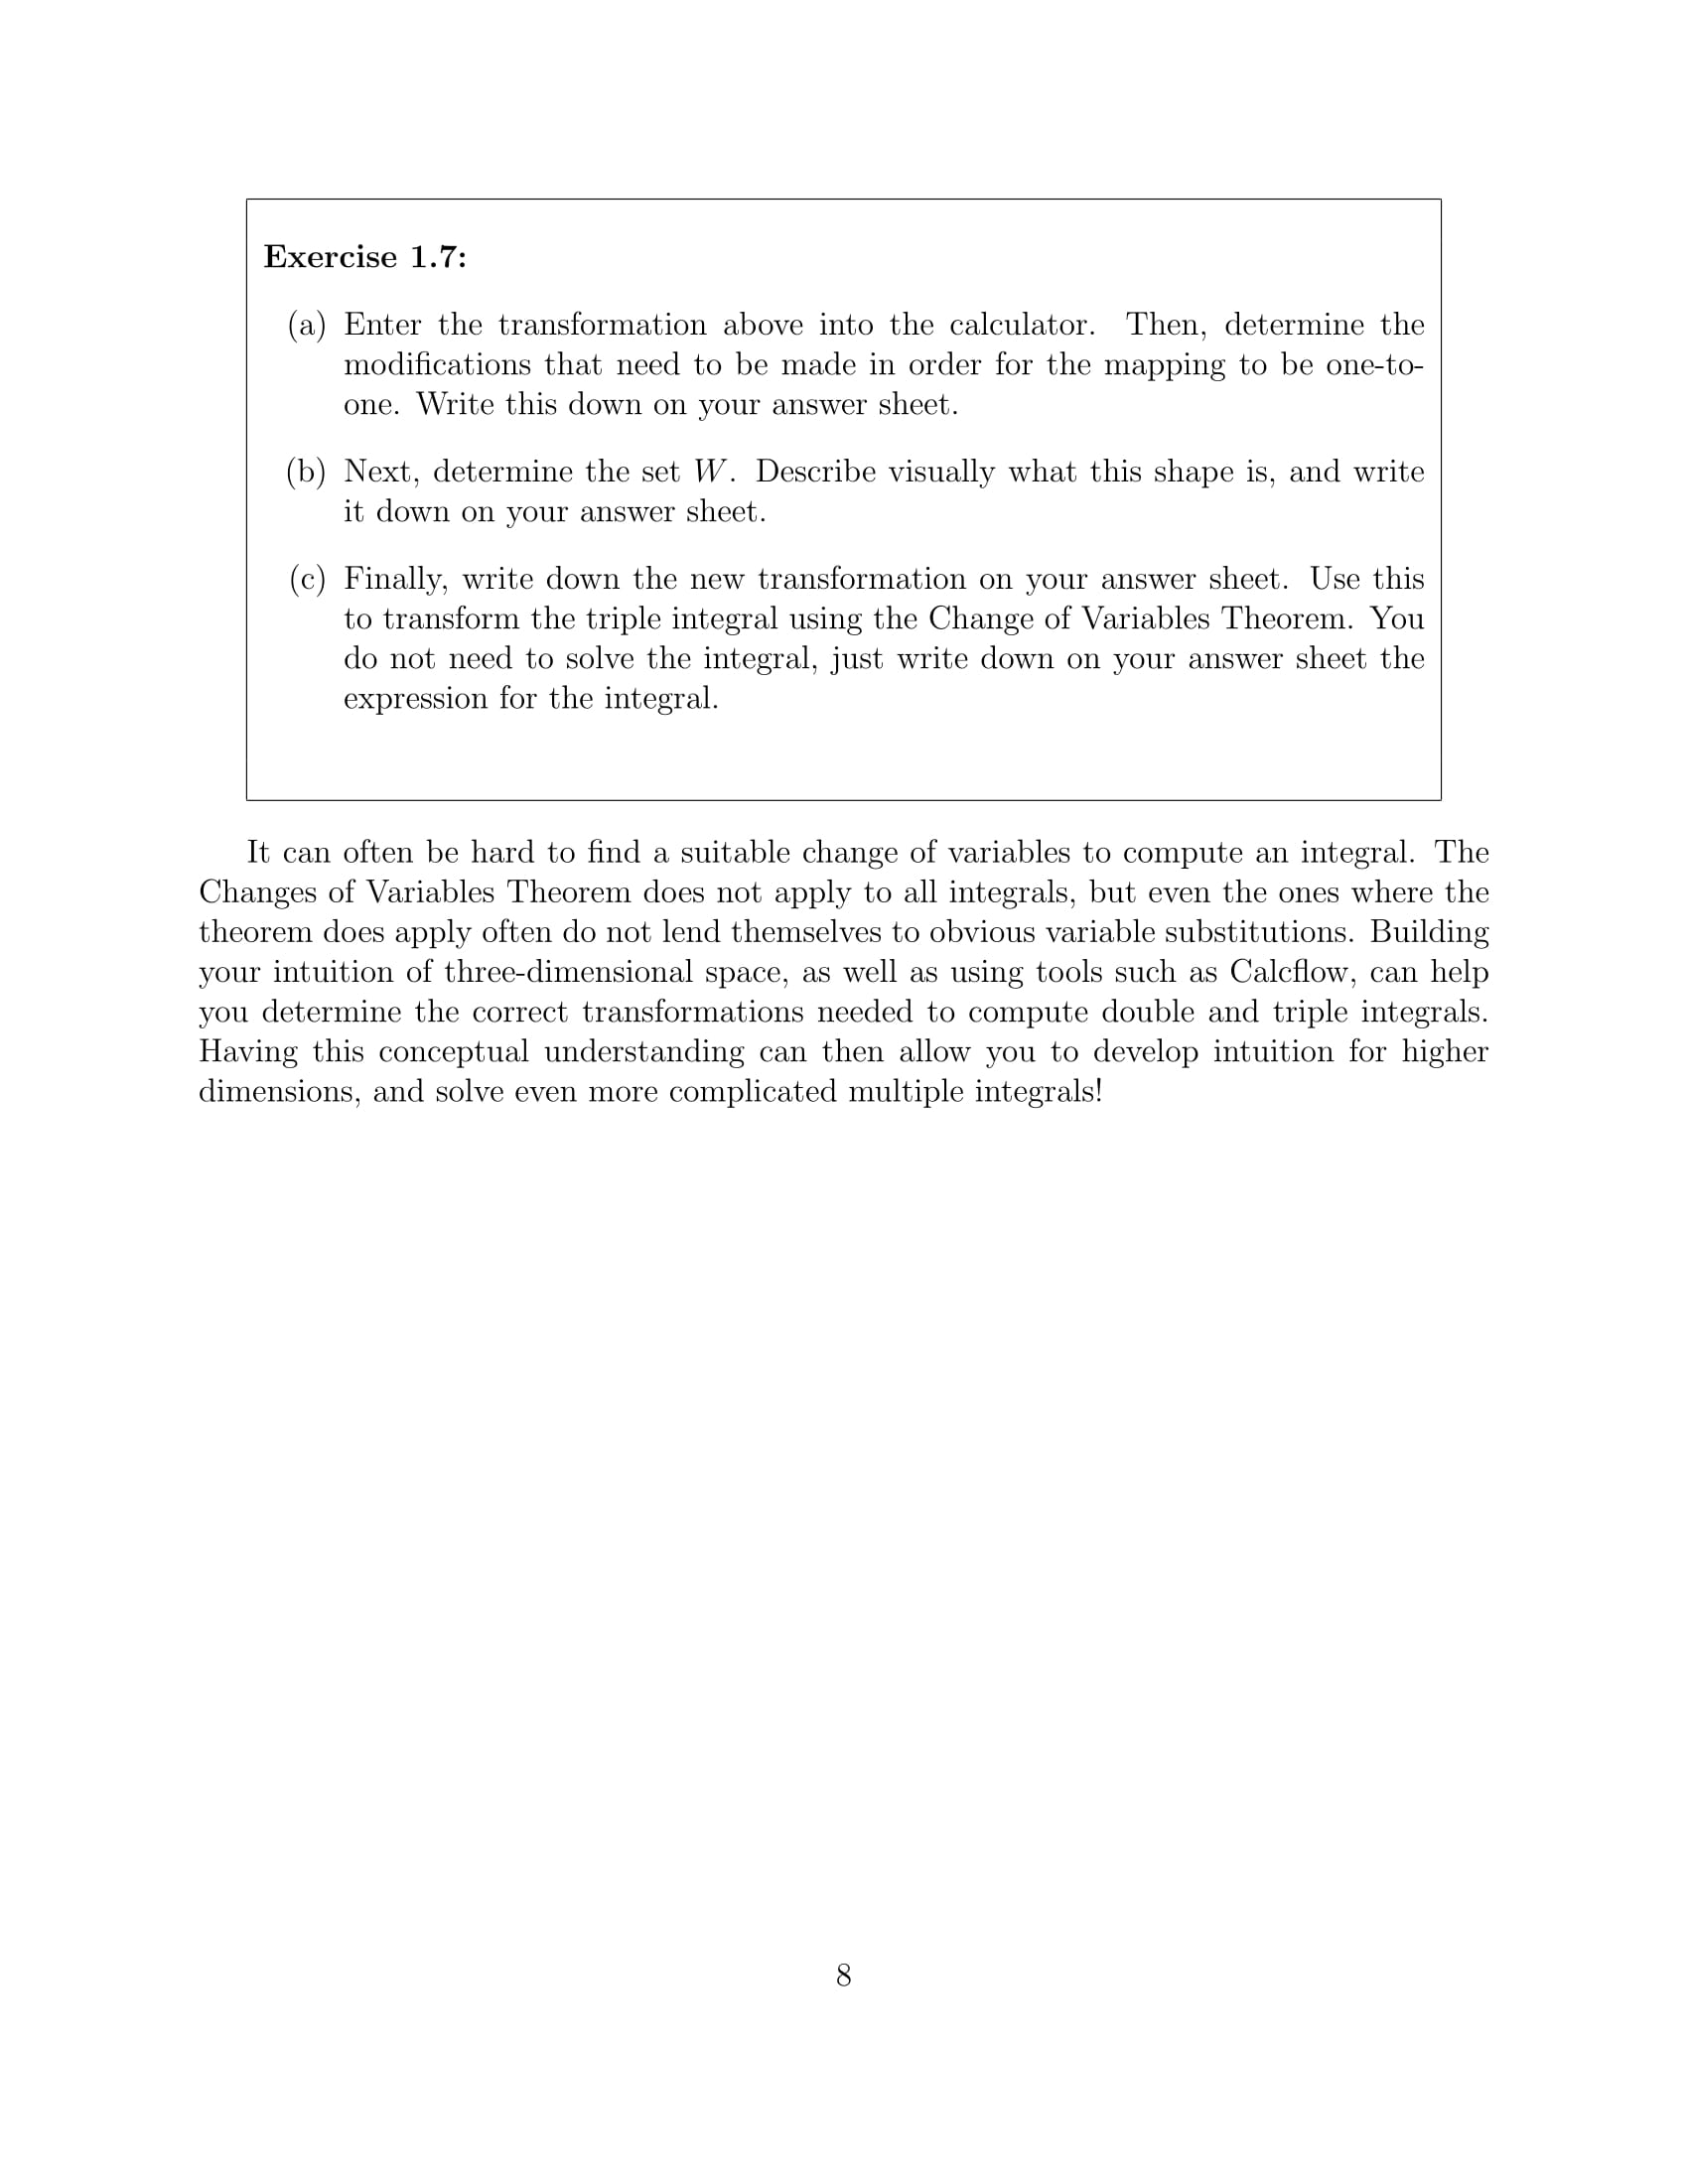 Exercise 1.7:
(a) Enter the transformation above into the calculator. Then, determine the
modifications that need to be made in order for the mapping to be one-to-
one. Write this down on your answer sheet.
(b) Next, determine the set W. Describe visually what this shape is, and write
it down on your answer sheet.
(c) Finally, write down the new transformation on your answer sheet. Use this
to transform the triple integral using the Change of Variables Theorem. You
do not need to solve the integral, just write down on your answer sheet the
expression for the integral.
It can often be hard to find a suitable change of variables to compute an integral. The
Changes of Variables Theorem does not apply to all integrals, but even the ones where the
theorem does apply often do not lend themselves to obvious variable substitutions. Building
your intuition of three-dimensional space, as well as using tools such as Calcflow, can help
you determine the correct transformations needed to compute double and triple integrals.
Having this conceptual understanding can then allow you to develop intuition for higher
dimensions, and solve even more complicated multiple integrals!
8